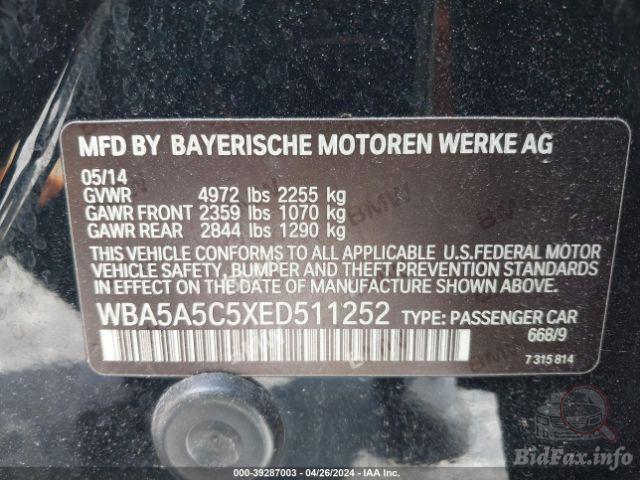 MFD BY BAYERISCHE MOTOREN WERKE AG
05/14
GVWR 4972 lbs 2255 kg
GAWR FRONT 2359 lbs 1070 kg
GAWR REAR 2844 lbs 1290 kg
THIS VEHICLE CONFORMS TO ALL APPLICABLE U.S.FEDERAL MOTOR
VEHICLE SAFETY, BUMPER AND THEFT PREVENTION STANDARDS
IN EFFECT ON THE DATE OF MANUFACTURE SHOWN ABOVE.
WBA5A5C5XED511252 TYPE: PASSENGER CAR
668/9
7 315 814
BidFax.info
000-39287003 - 04/26/2024 - IAA Inc.